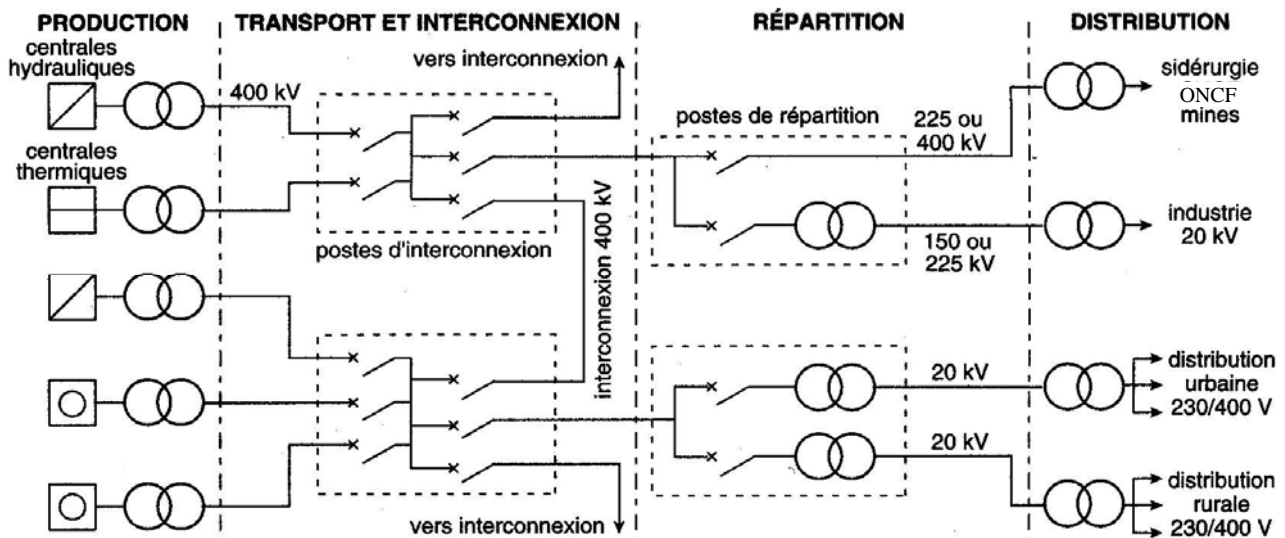 PRODUCTION
TRANSPORT ET INTERCONNEXION
RÉPARTITION
DISTRIBUTION
centrales
hydrauliques
400 kV
vers interconnexion
postes de répartition
225 ou
400 kV
sidérurgie
ONCF
mines
centrales
thermiques
postes d'interconnexion
interconnexion 400 kV
150 ou
225 kV
industrie
20 kV
20 kV
distribution
urbaine
230/400 V
20 kV
vers interconnexion
distribution
rurale
230/400 V